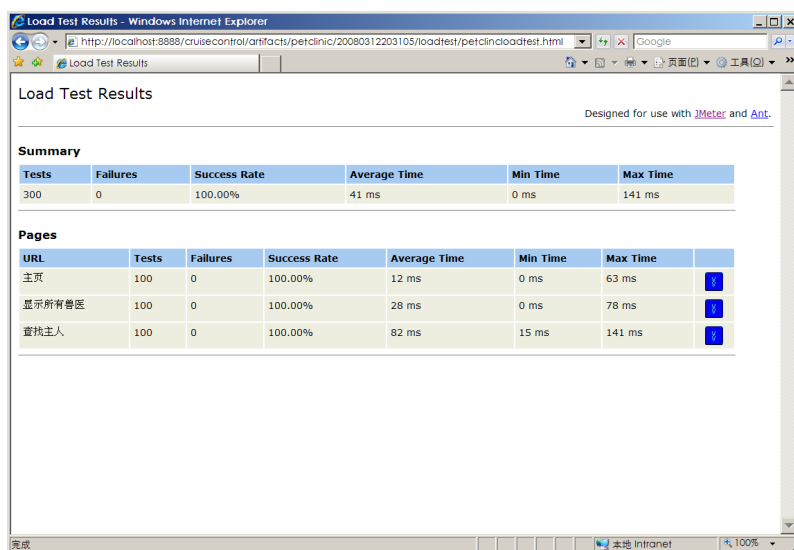 Load Test Results - Windows Internet Explorer
http://localhost:8888/cruisecontrol/artifacts/petclinic/20080312203105/loadtest/petclincloadtest.html
Google
Load Test Results
页面(P)
工具(O)
Load Test Results
Designed for use with JMeter and Ant.
Summary
Tests Failures Success Rate Average Time Min Time Max Time
300 0 100.00% 41 ms 0 ms 141 ms
Pages
URL Tests Failures Success Rate Average Time Min Time Max Time
主页 100 0 100.00% 12 ms 0 ms 63 ms
显示所有兽医 100 0 100.00% 28 ms 0 ms 78 ms
查找主人 100 0 100.00% 82 ms 15 ms 141 ms
完成
本地 Intranet
100%